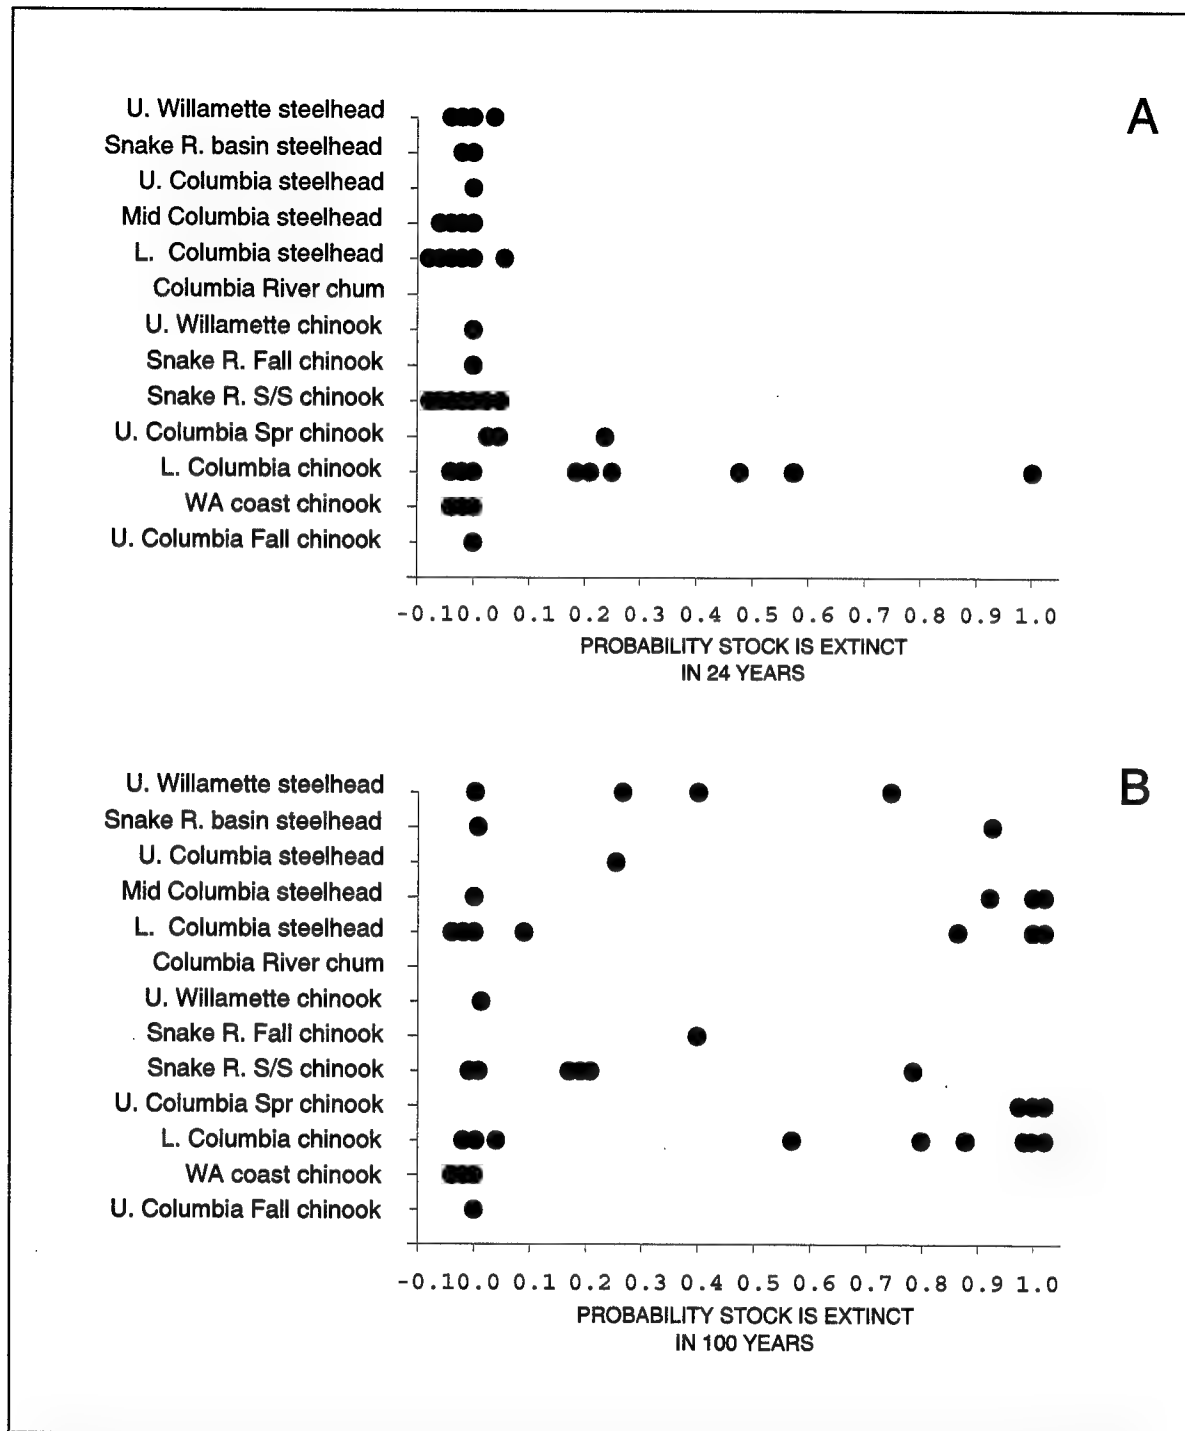 A
U. Willamette steelhead
Snake R. basin steelhead
U. Columbia steelhead
Mid Columbia steelhead
L. Columbia steelhead
Columbia River chum
U. Willamette chinook
Snake R. Fall chinook
Snake R. S/S chinook
U. Columbia Spr chinook
L. Columbia chinook
WA coast chinook
U. Columbia Fall chinook
-0.1 0.0 0.1 0.2 0.3 0.4 0.5 0.6 0.7 0.8 0.9 1.0
PROBABILITY STOCK IS EXTINCT
IN 24 YEARS
B
U. Willamette steelhead
Snake R. basin steelhead
U. Columbia steelhead
Mid Columbia steelhead
L. Columbia steelhead
Columbia River chum
U. Willamette chinook
Snake R. Fall chinook
Snake R. S/S chinook
U. Columbia Spr chinook
L. Columbia chinook
WA coast chinook
U. Columbia Fall chinook
-0.1 0.0 0.1 0.2 0.3 0.4 0.5 0.6 0.7 0.8 0.9 1.0
PROBABILITY STOCK IS EXTINCT
IN 100 YEARS